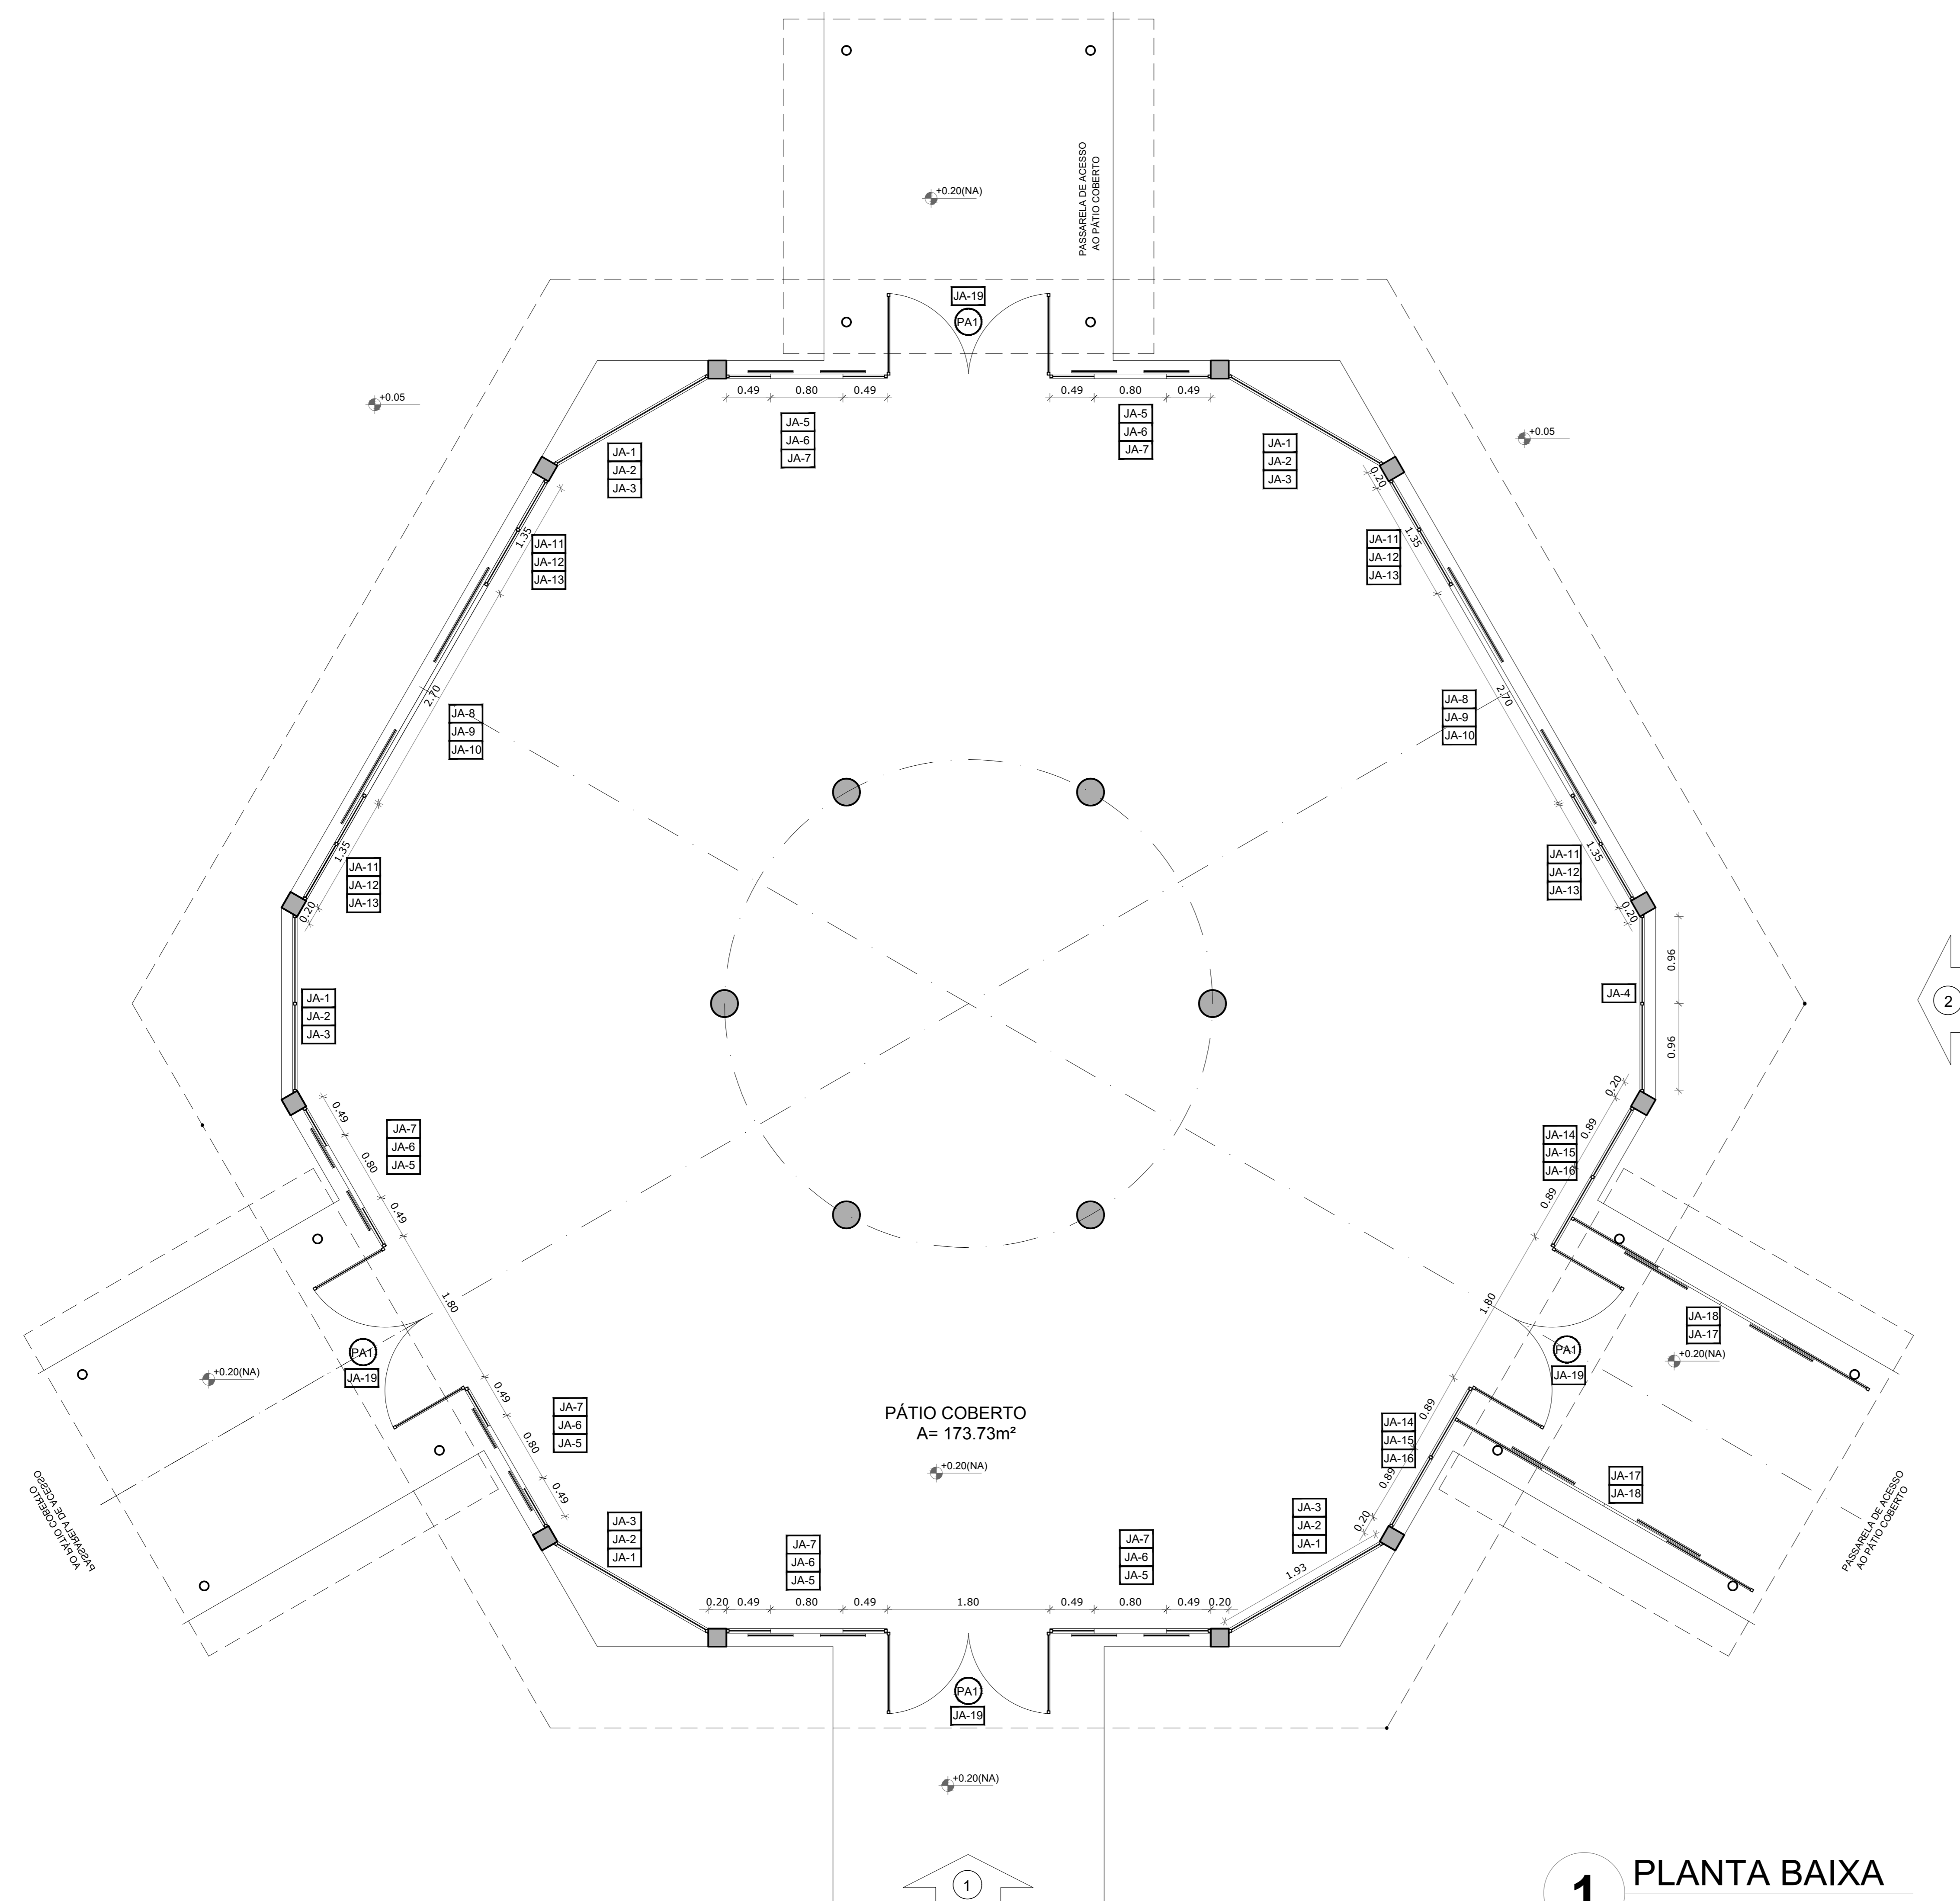 PASSARELA DE ACESSO
AO PÁTIO COBERTO
+0.20(NA)
JA-19
PA1
+0.05
+0.05
0.49
0.80
0.49
0.49
0.80
0.49
JA-5
JA-6
JA-7
JA-5
JA-6
JA-7
JA-1
JA-2
JA-3
JA-1
JA-2
JA-3
0.20
1.35
1.35
JA-11
JA-12
JA-13
JA-11
JA-12
JA-13
2.70
2.70
JA-8
JA-9
JA-10
JA-8
JA-9
JA-10
1.35
1.35
JA-11
JA-12
JA-13
JA-11
JA-12
JA-13
0.20
0.20
0.96
0.96
JA-1
JA-2
JA-3
JA-4
2
0.20
0.49
0.80
0.49
JA-7
JA-6
JA-5
0.89
0.89
JA-14
JA-15
JA-16
1.80
1.80
JA-18
JA-17
+0.20(NA)
PA1
JA-19
+0.20(NA)
PA1
JA-19
0.49
0.80
0.49
JA-7
JA-6
JA-5
PÁTIO COBERTO
A= 173.73m²
+0.20(NA)
0.89
0.89
JA-14
JA-15
JA-16
0.20
JA-17
JA-18
PASSARELA DE ACESSO
AO PÁTIO COBERTO
PASSARELA DE ACESSO
AO PÁTIO COBERTO
JA-3
JA-2
JA-1
JA-7
JA-6
JA-5
JA-7
JA-6
JA-5
JA-3
JA-2
JA-1
1.93
0.20
0.49
0.80
0.49
1.80
0.49
0.80
0.49
0.20
PA1
JA-19
+0.20(NA)
1
1
PLANTA BAIXA